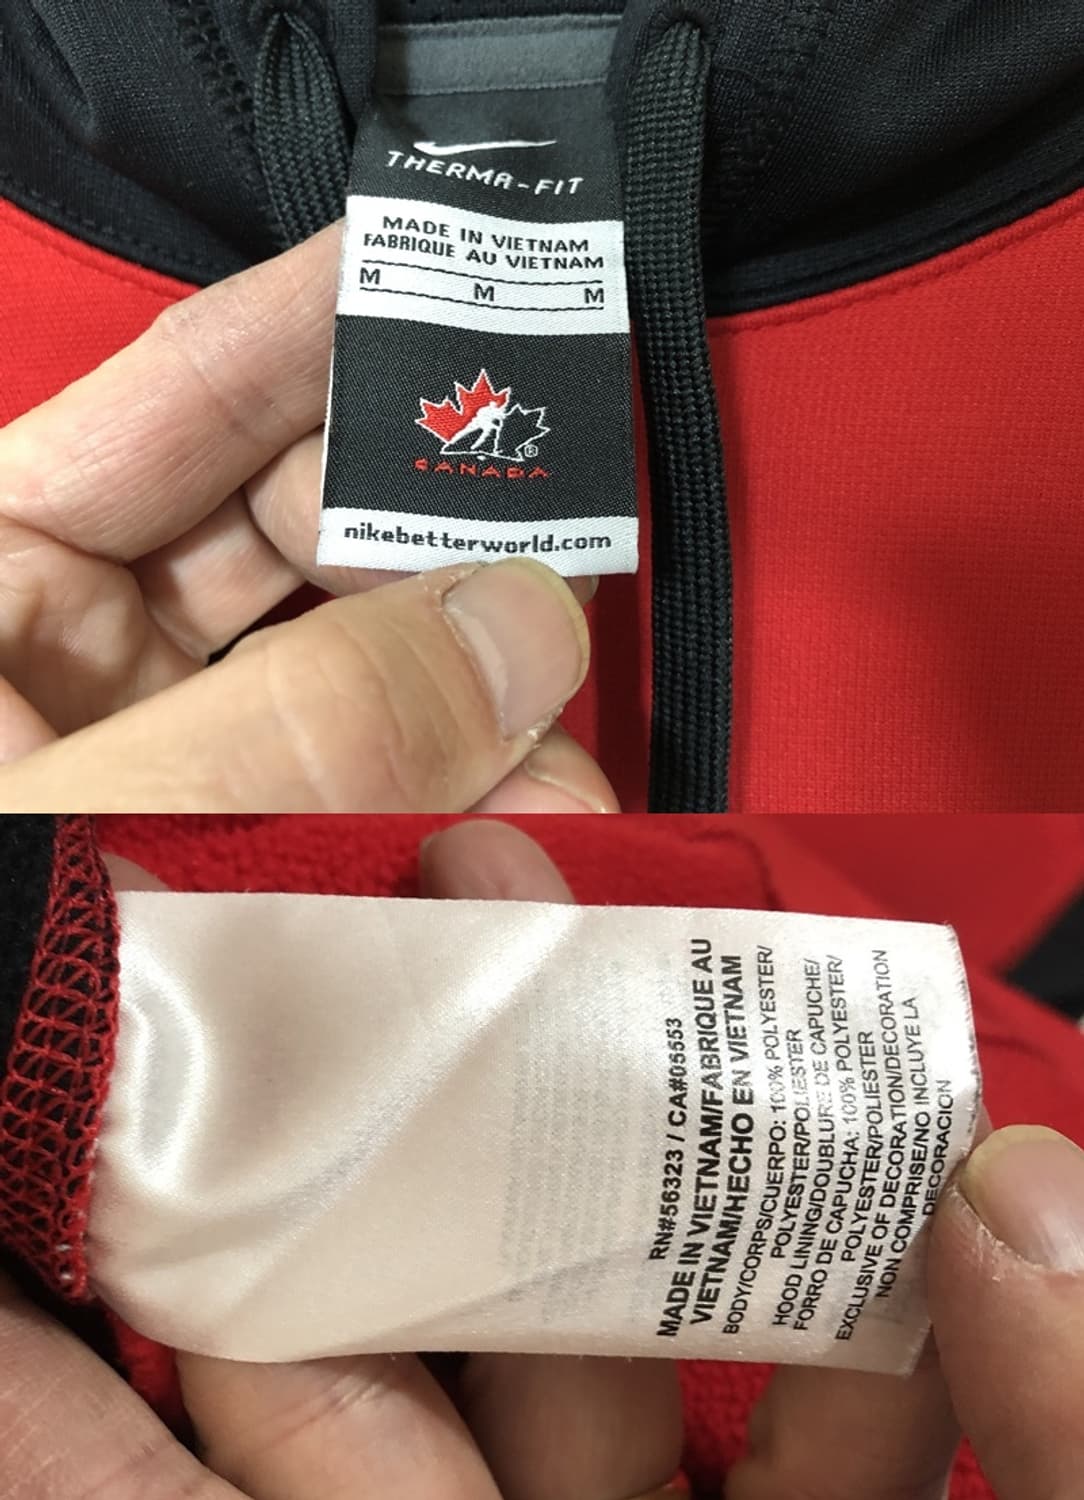 THERMA-FIT
MADE IN VIETNAM
FABRIQUE AU VIETNAM
M M M
®
CANADA
nikebetterworld.com
RN#56323 / CA#05553
MADE IN VIETNAM/FABRIQUE AU
VIETNAM/HECHO EN VIETNAM
BODY/CORPS/CUERPO: 100% POLYESTER/
POLYESTER/POLIESTER
HOOD LINING/DOUBLURE DE CAPUCHE/
FORRO DE CAPUCHA: 100% POLYESTER/
POLYESTER/POLIESTER
EXCLUSIVE OF DECORATION/DECORATION
NON COMPRISE/NO INCLUYE LA
DECORACION